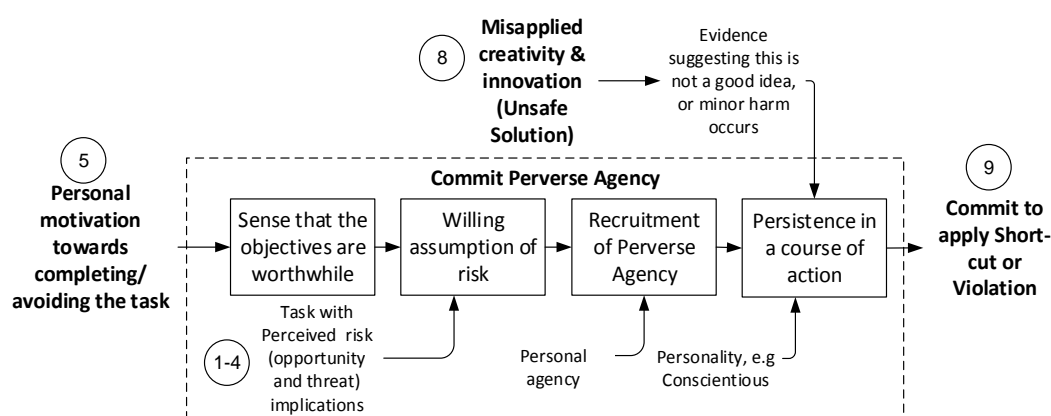 8
Misapplied
creativity &
innovation
(Unsafe
Solution)
Evidence
suggesting this is
not a good idea,
or minor harm
occurs
5
Personal
motivation
towards
completing/
avoiding the task
Commit Perverse Agency
Sense that the
objectives are
worthwhile
Willing
assumption of
risk
Recruitment
of Perverse
Agency
Persistence in
a course of
action
9
Commit to
apply Short-
cut or
Violation
1-4
Task with
Perceived risk
(opportunity
and threat)
implications
Personal
agency
Personality, e.g
Conscientious